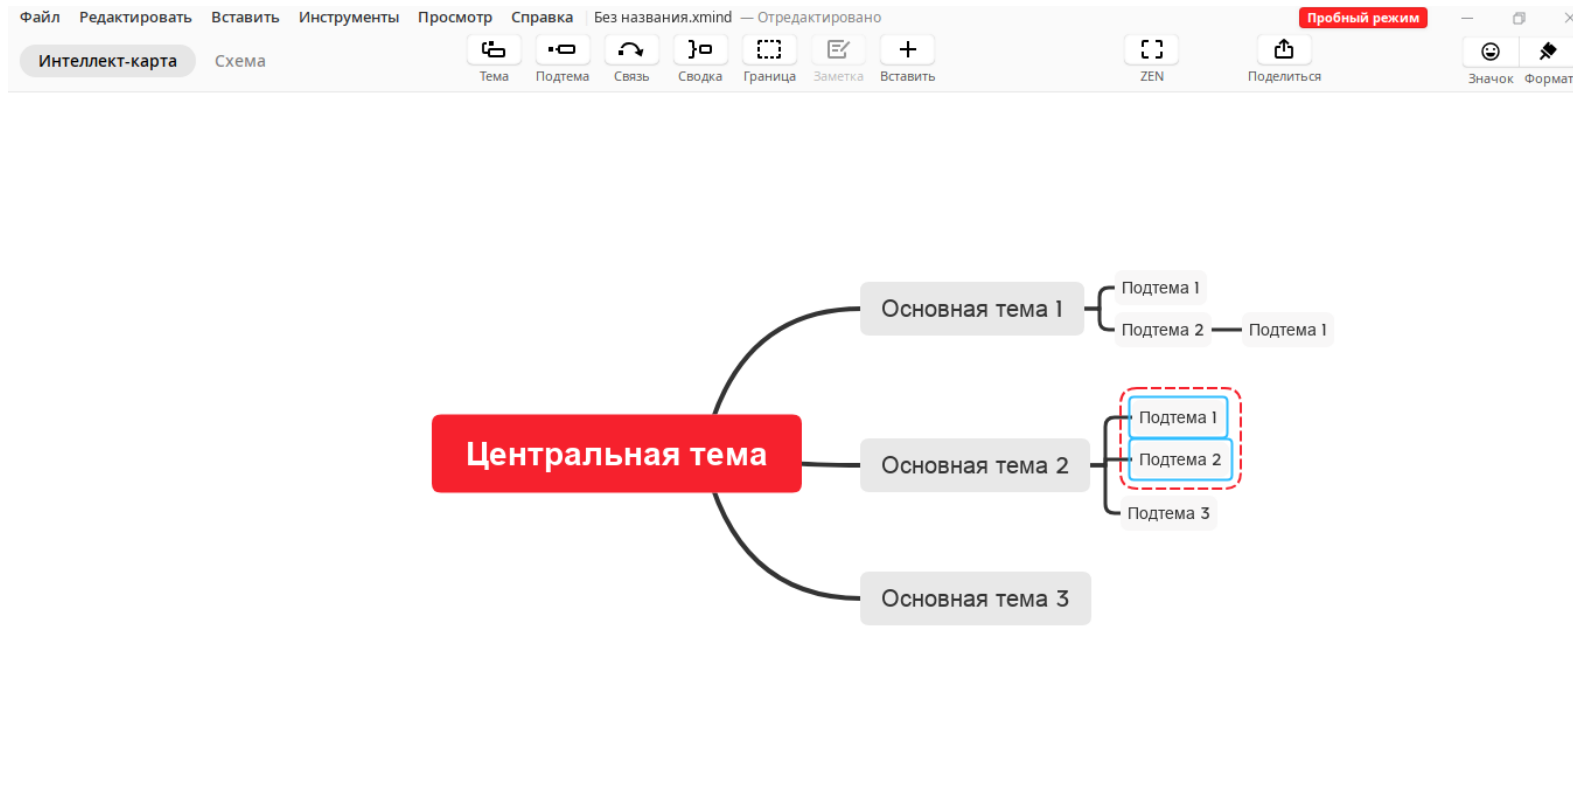 Файл Редактировать Вставить Инструменты Просмотр Справка Без названия.xmind — Отредактировано Пробный режим
Интеллект-карта Схема
Тема Подтема Связь Сводка Граница Заметка Вставить ZEN Поделиться Значок Формат
Основная тема 1
Подтема 1
Подтема 2 Подтема 1
Центральная тема
Основная тема 2
Подтема 1
Подтема 2
Подтема 3
Основная тема 3